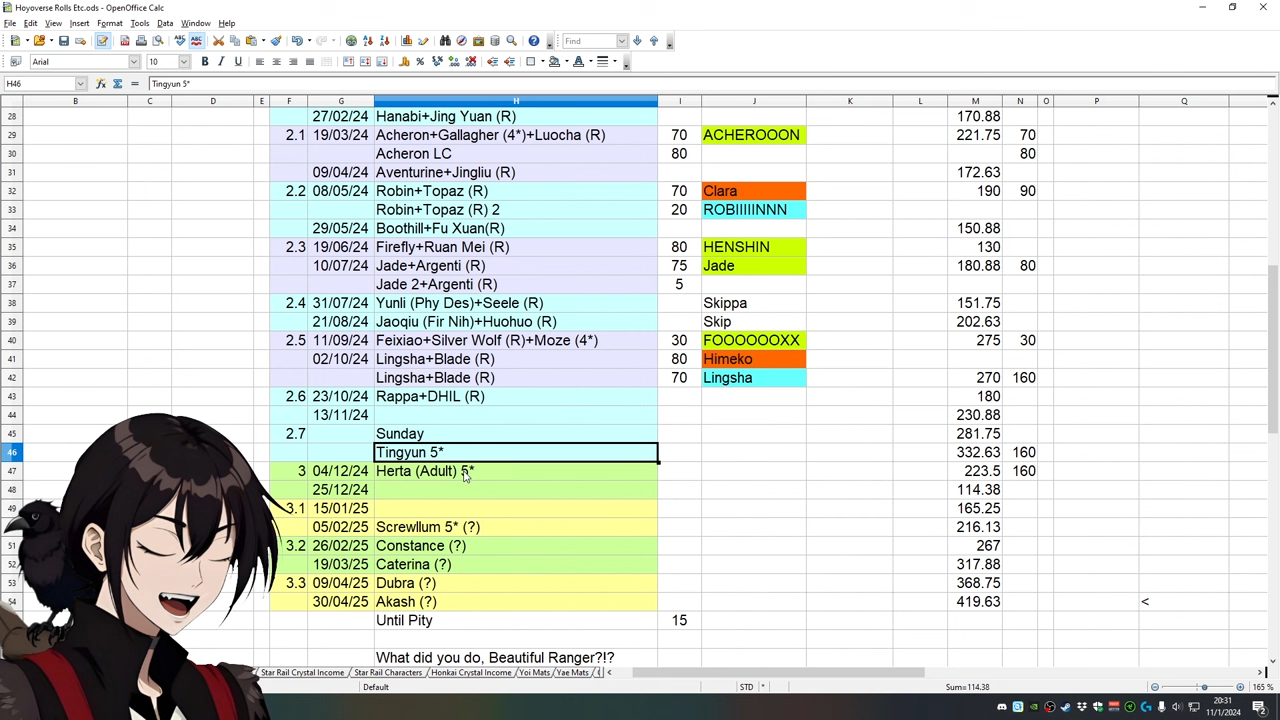 Hoyoverse Rolls Etc.ods - OpenOffice Calc
File Edit View Insert Format Tools Data Window Help
Find
Arial 10
H46 Tingyun 5*
B C D E F G H I J K L M N O P Q
28 27/02/24 Hanabi+Jing Yuan (R) 170.88
29 2.1 19/03/24 Acheron+Gallagher (4*)+Luocha (R) 70 ACHEROOON 221.75 70
30 Acheron LC 80 80
31 09/04/24 Aventurine+Jingliu (R) 172.63
32 2.2 08/05/24 Robin+Topaz (R) 70 Clara 190 90
33 Robin+Topaz (R) 2 20 ROBIIIIINNN
34 29/05/24 Boothill+Fu Xuan(R) 150.88
35 2.3 19/06/24 Firefly+Ruan Mei (R) 80 HENSHIN 130
36 10/07/24 Jade+Argenti (R) 75 Jade 180.88 80
37 Jade 2+Argenti (R) 5
38 2.4 31/07/24 Yunli (Phy Des)+Seele (R) Skippa 151.75
39 21/08/24 Jaoqiu (Fir Nih)+Huohuo (R) Skip 202.63
40 2.5 11/09/24 Feixiao+Silver Wolf (R)+Moze (4*) 30 FOOOOOOXX 275 30
41 02/10/24 Lingsha+Blade (R) 80 Himeko
42 Lingsha+Blade (R) 70 Lingsha 270 160
43 2.6 23/10/24 Rappa+DHIL (R) 180
44 13/11/24 230.88
45 2.7 Sunday 281.75
46 Tingyun 5* 332.63 160
47 3 04/12/24 Herta (Adult) 5* 223.5 160
48 25/12/24 114.38
49 3.1 15/01/25 165.25
05/02/25 Screwllum 5* (?) 216.13
51 3.2 26/02/25 Constance (?) 267
52 19/03/25 Caterina (?) 317.88
53 3.3 09/04/25 Dubra (?) 368.75
54 30/04/25 Akash (?) 419.63 <
Until Pity 15
What did you do, Beautiful Ranger?!?
Star Rail Crystal Income Star Rail Characters Honkai Crystal Income Yoi Mats Yae Mats
Default STD * Sum=114.38 165 %
20:31
11/1/2024